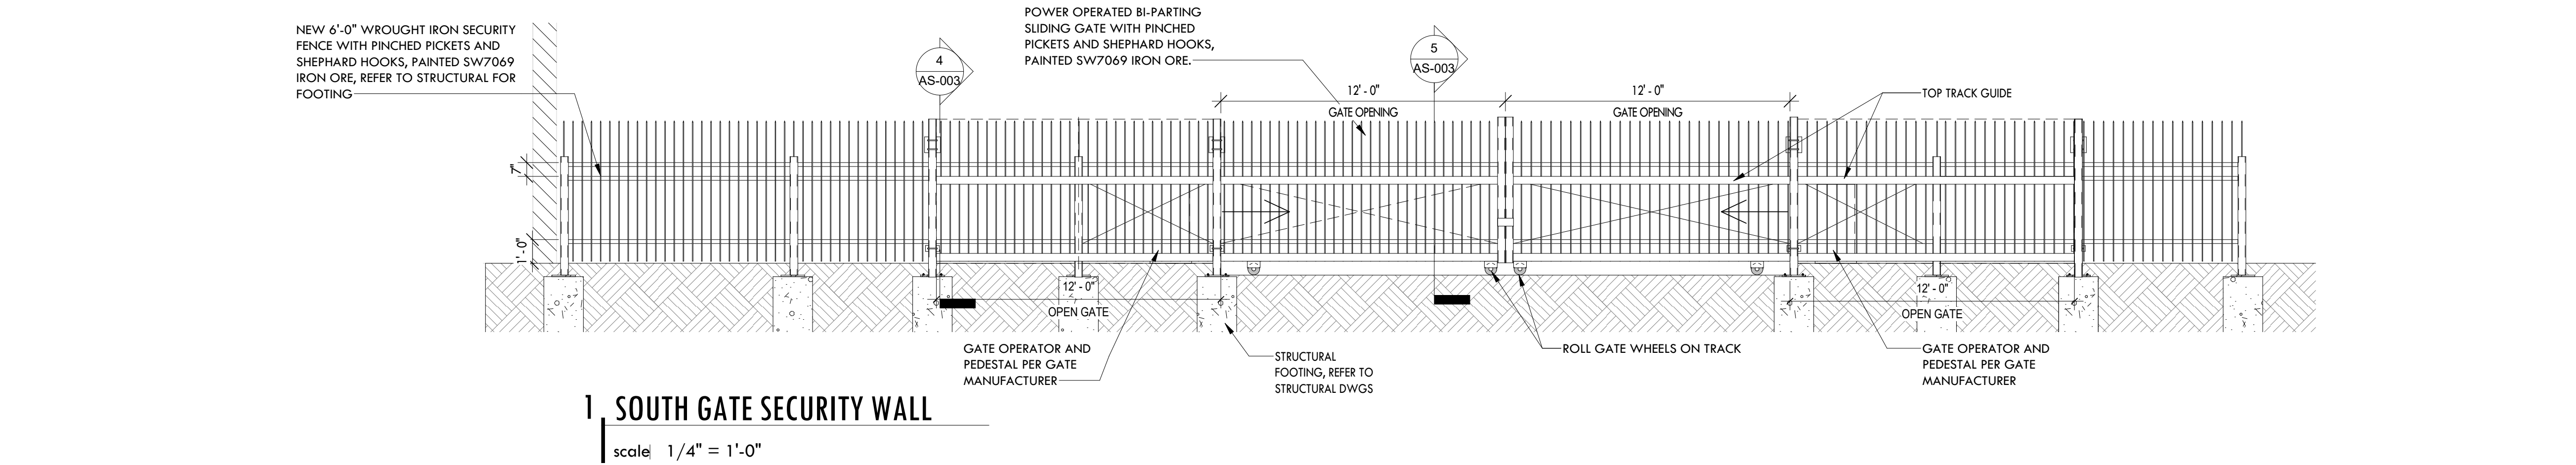 NEW 6'-0" WROUGHT IRON SECURITY
FENCE WITH PINCHED PICKETS AND
SHEPHARD HOOKS, PAINTED SW7069
IRON ORE, REFER TO STRUCTURAL FOR
FOOTING
POWER OPERATED BI-PARTING
SLIDING GATE WITH PINCHED
PICKETS AND SHEPHARD HOOKS,
PAINTED SW7069 IRON ORE.
4
AS-003
5
AS-003
12' - 0"
GATE OPENING
12' - 0"
GATE OPENING
TOP TRACK GUIDE
7"
1' - 0"
12' - 0"
OPEN GATE
12' - 0"
OPEN GATE
GATE OPERATOR AND
PEDESTAL PER GATE
MANUFACTURER
STRUCTURAL
FOOTING, REFER TO
STRUCTURAL DWGS
ROLL GATE WHEELS ON TRACK
GATE OPERATOR AND
PEDESTAL PER GATE
MANUFACTURER
1 SOUTH GATE SECURITY WALL
scale 1/4" = 1'-0"